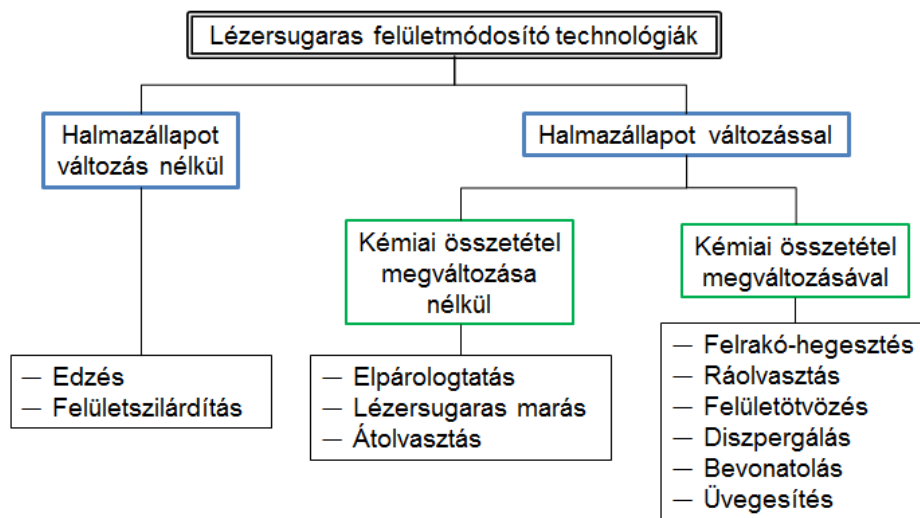 Lézersugaras felületmódosító technológiák
Halmazállapot
változás nélkül
Halmazállapot változással
Kémiai összetétel
megváltozása
nélkül
Kémiai összetétel
megváltozásával
— Edzés
— Felületszilárdítás
— Elpárologtatás
— Lézersugaras marás
— Átolvasztás
— Felrakó-hegesztés
— Ráolvasztás
— Felületötvözés
— Diszpergálás
— Bevonatolás
— Üvegesítés